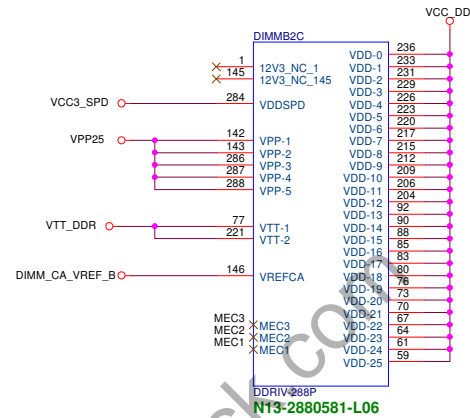 VCC_DD
DIMMB2C
1 12V3_NC_1
145 12V3_NC_145
VCC3_SPD 284 VDDSPD
VPP25 142 VPP-1
143 VPP-2
286 VPP-3
287 VPP-4
288 VPP-5
VTT_DDR 77 VTT-1
221 VTT-2
DIMM_CA_VREF_B 146 VREFCA
MEC3 MEC3
MEC2 MEC2
MEC1 MEC1
VDD-0 236
VDD-1 233
VDD-2 231
VDD-3 229
VDD-4 226
VDD-5 223
VDD-6 220
VDD-7 217
VDD-8 215
VDD-9 212
VDD-10 209
VDD-11 206
VDD-12 204
VDD-13 92
VDD-14 90
VDD-15 88
VDD-16 85
VDD-17 83
VDD-18 80
VDD-19 76
VDD-20 73
VDD-21 70
VDD-22 67
VDD-23 64
VDD-24 61
VDD-25 59
DDRIV-288P
N13-2880581-L06
sk.com